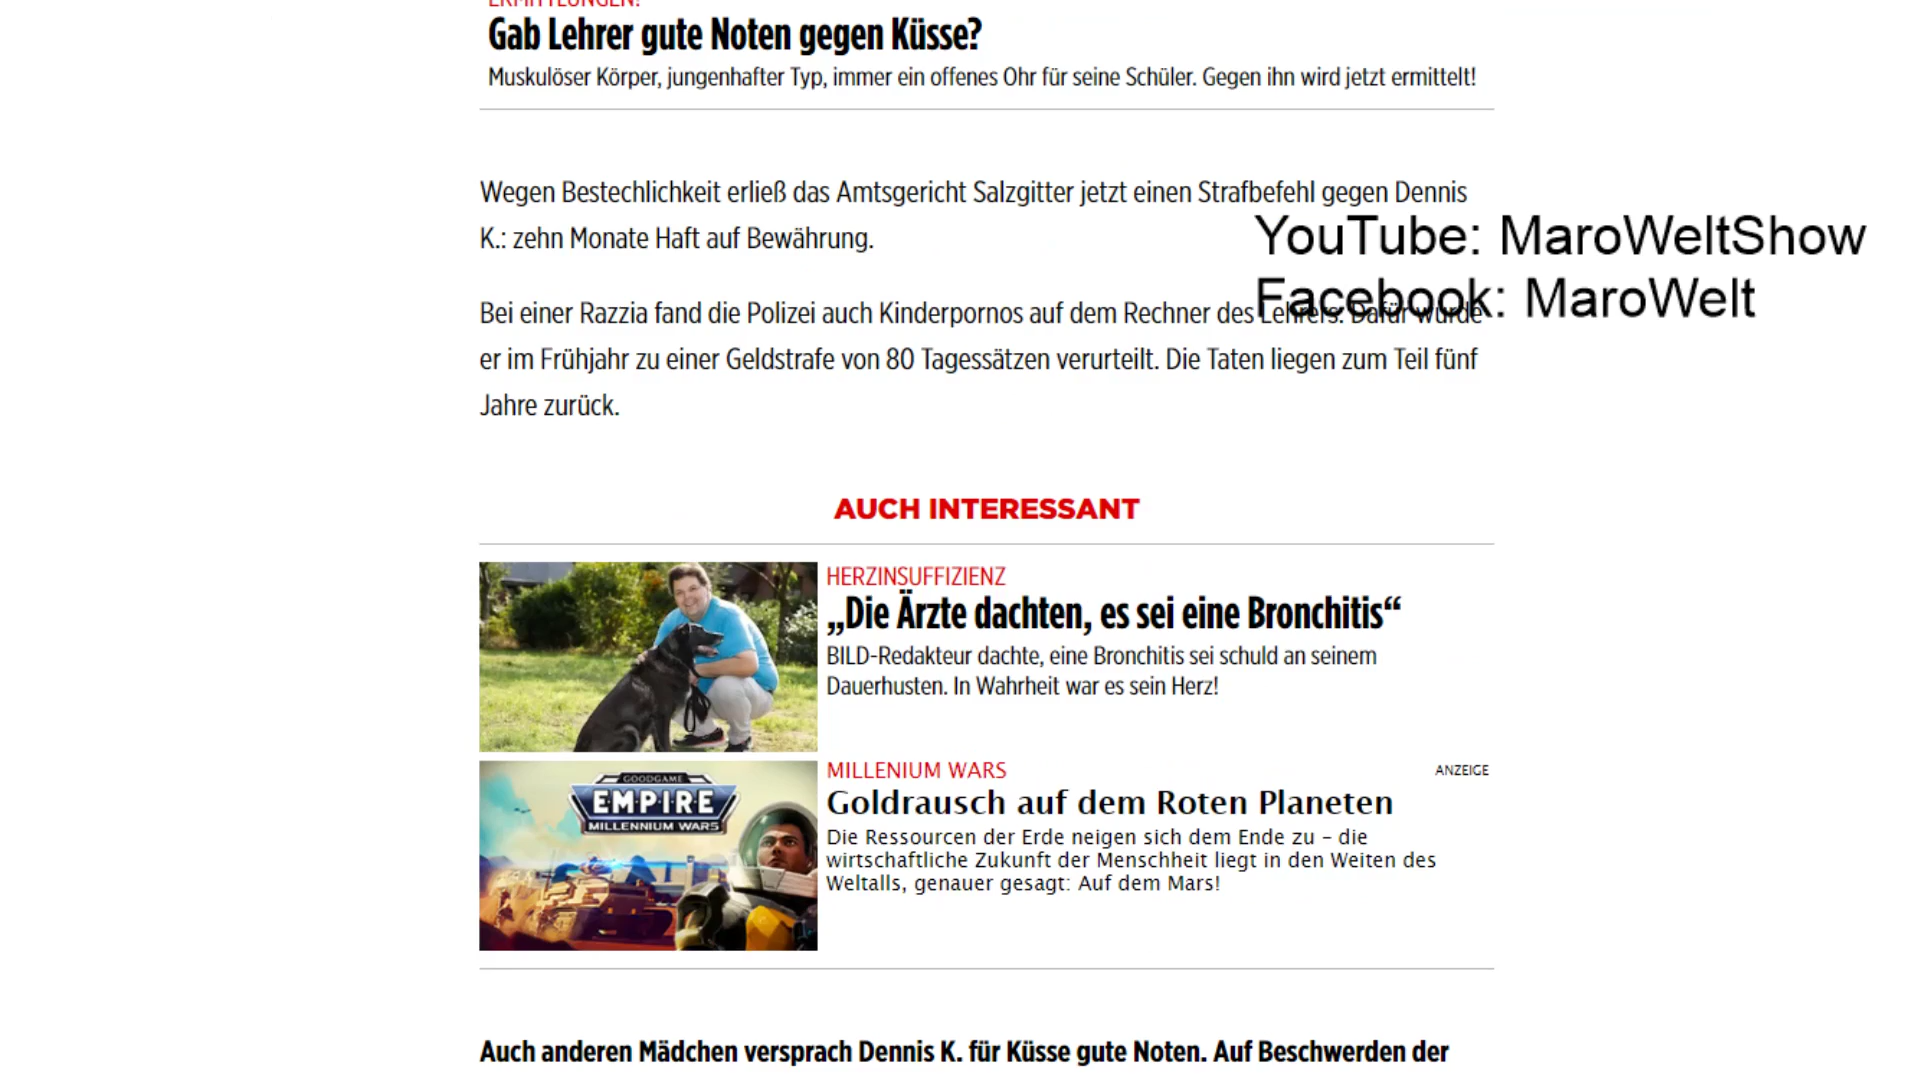 ERMITTLUNGEN!
Gab Lehrer gute Noten gegen Küsse?
Muskulöser Körper, jungenhafter Typ, immer ein offenes Ohr für seine Schüler. Gegen ihn wird jetzt ermittelt!
Wegen Bestechlichkeit erließ das Amtsgericht Salzgitter jetzt einen Strafbefehl gegen Dennis
K.: zehn Monate Haft auf Bewährung.
YouTube: MaroWeltShow
Facebook: MaroWelt
Bei einer Razzia fand die Polizei auch Kinderpornos auf dem Rechner des Lehrers. Dafür wurde
er im Frühjahr zu einer Geldstrafe von 80 Tagessätzen verurteilt. Die Taten liegen zum Teil fünf
Jahre zurück.
AUCH INTERESSANT
HERZINSUFFIZIENZ
„Die Ärzte dachten, es sei eine Bronchitis“
BILD-Redakteur dachte, eine Bronchitis sei schuld an seinem
Dauerhusten. In Wahrheit war es sein Herz!
GOODGAME
EMPIRE
MILLENNIUM WARS
MILLENIUM WARS
ANZEIGE
Goldrausch auf dem Roten Planeten
Die Ressourcen der Erde neigen sich dem Ende zu – die
wirtschaftliche Zukunft der Menschheit liegt in den Weiten des
Weltalls, genauer gesagt: Auf dem Mars!
Auch anderen Mädchen versprach Dennis K. für Küsse gute Noten. Auf Beschwerden der